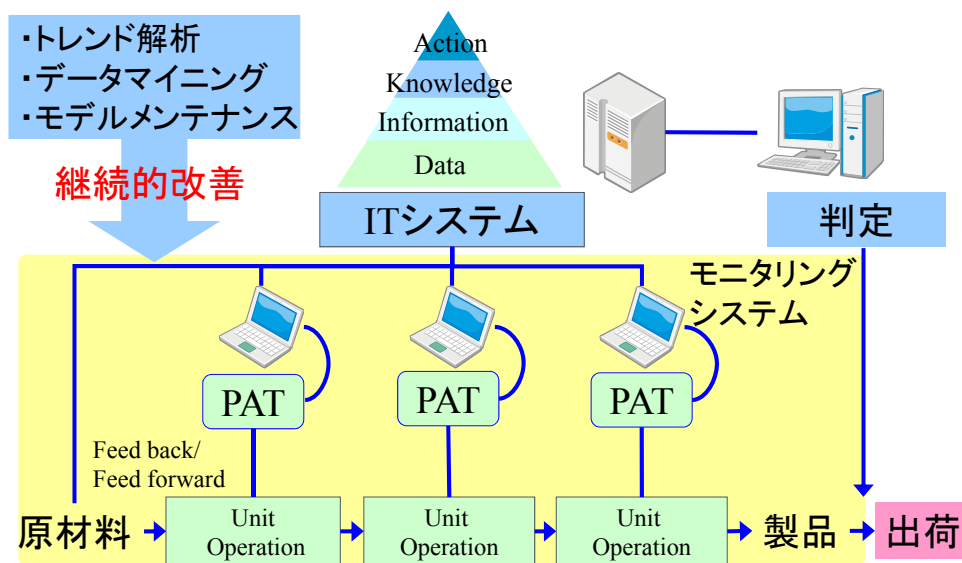 ・トレンド解析
・データマイニング
・モデルメンテナンス
継続的改善
Action
Knowledge
Information
Data
ITシステム
判定
モニタリング
システム
PAT
PAT
PAT
Feed back/
Feed forward
原材料
Unit
Operation
Unit
Operation
Unit
Operation
製品
出荷